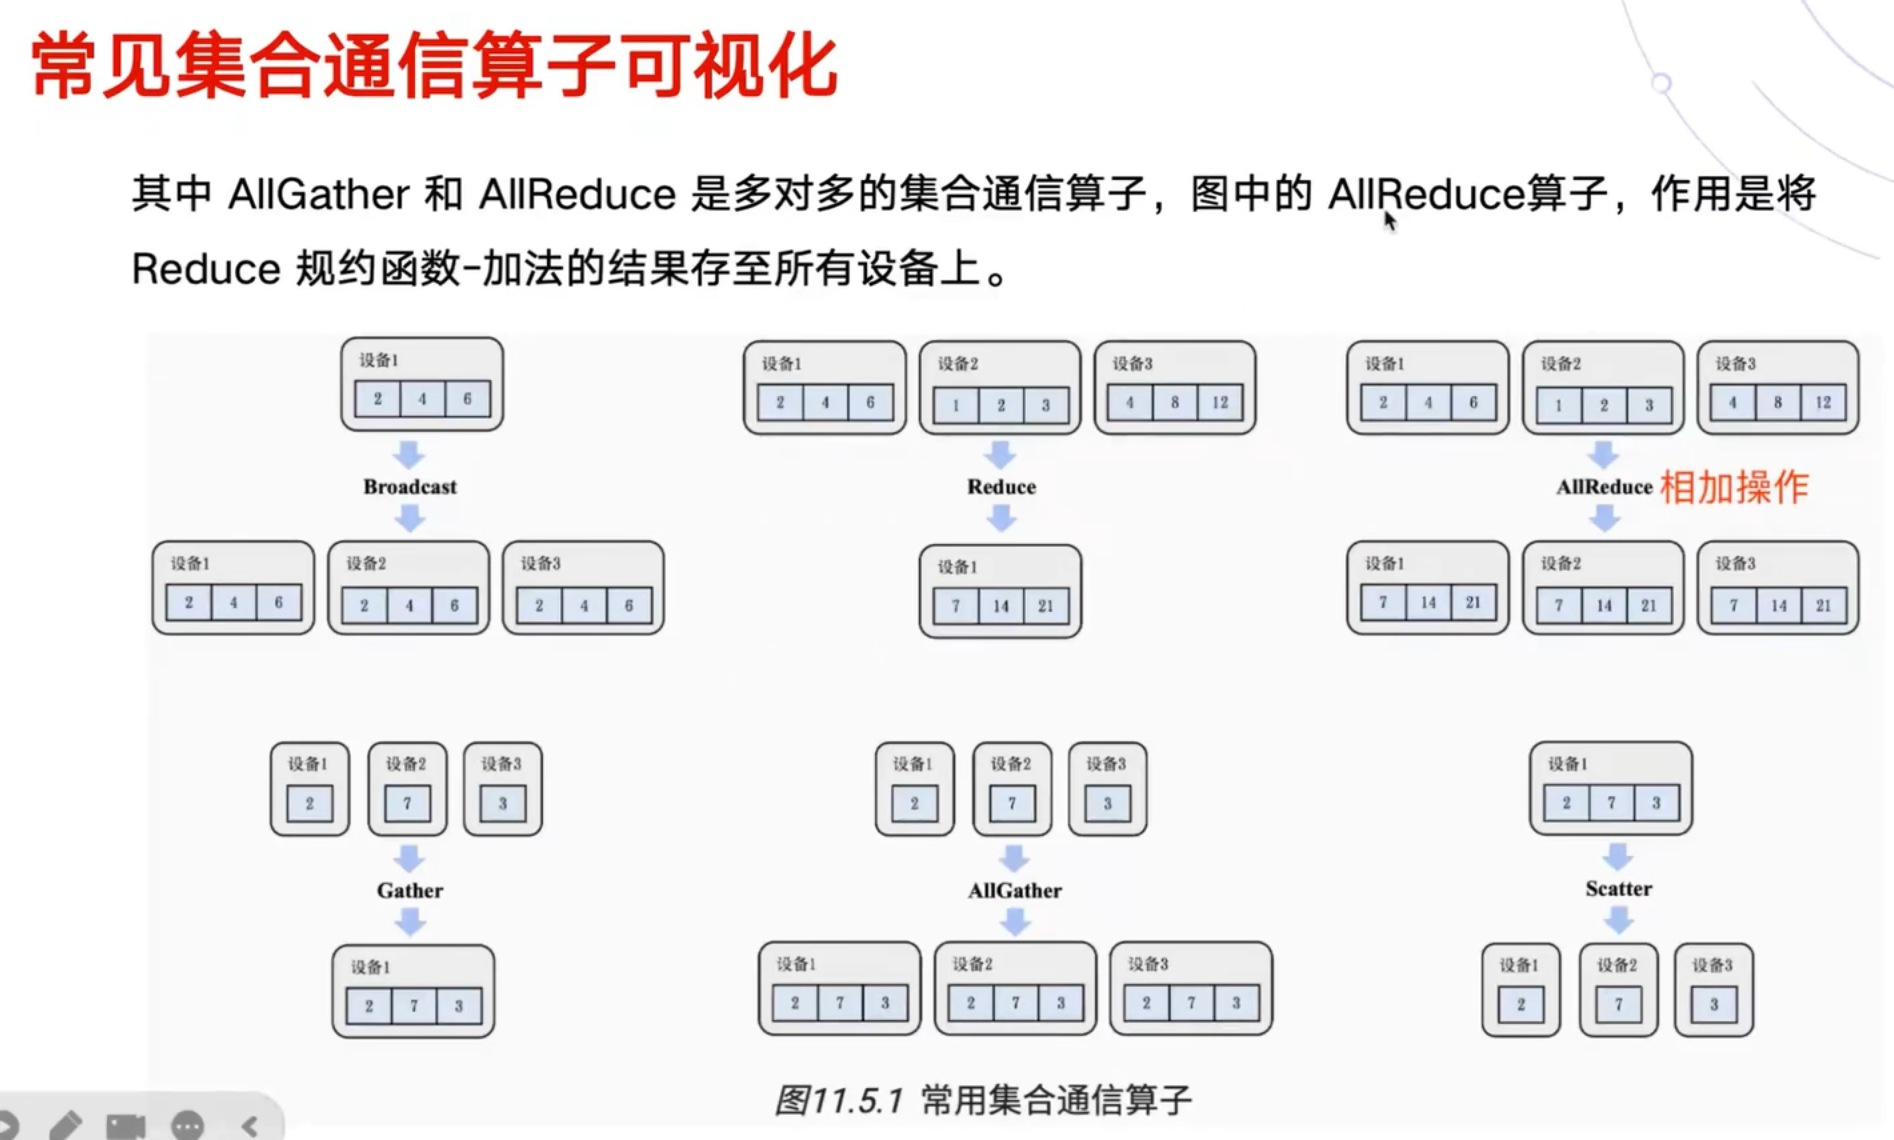 常见集合通信算子可视化
其中 AllGather 和 AllReduce 是多对多的集合通信算子，图中的 AllReduce算子，作用是将
Reduce 规约函数-加法的结果存至所有设备上。
设备1
2 4 6
Broadcast
设备1 设备2 设备3
2 4 6 2 4 6 2 4 6
设备1 设备2 设备3
2 4 6 1 2 3 4 8 12
Reduce
设备1
7 14 21
设备1 设备2 设备3
2 4 6 1 2 3 4 8 12
AllReduce 相加操作
设备1 设备2 设备3
7 14 21 7 14 21 7 14 21
设备1 设备2 设备3
2 7 3
Gather
设备1
2 7 3
设备1 设备2 设备3
2 7 3
AllGather
设备1 设备2 设备3
2 7 3 2 7 3 2 7 3
设备1
2 7 3
Scatter
设备1 设备2 设备3
2 7 3
图11.5.1 常用集合通信算子